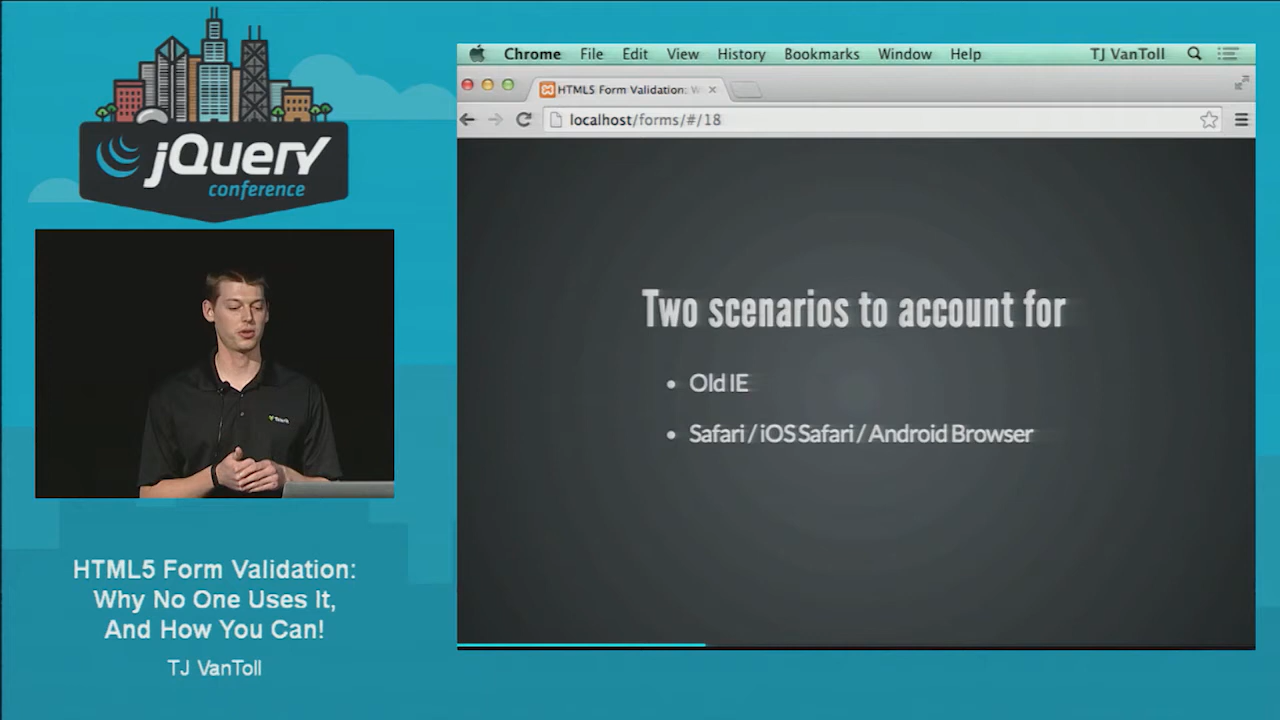 jQuery
conference
HTML5 Form Validation:
Why No One Uses It,
And How You Can!
TJ VanToll
Chrome File Edit View History Bookmarks Window Help TJ VanToll
HTML5 Form Validation: W
localhost/forms/#/18
Two scenarios to account for
• Old IE
• Safari / iOS Safari / Android Browser